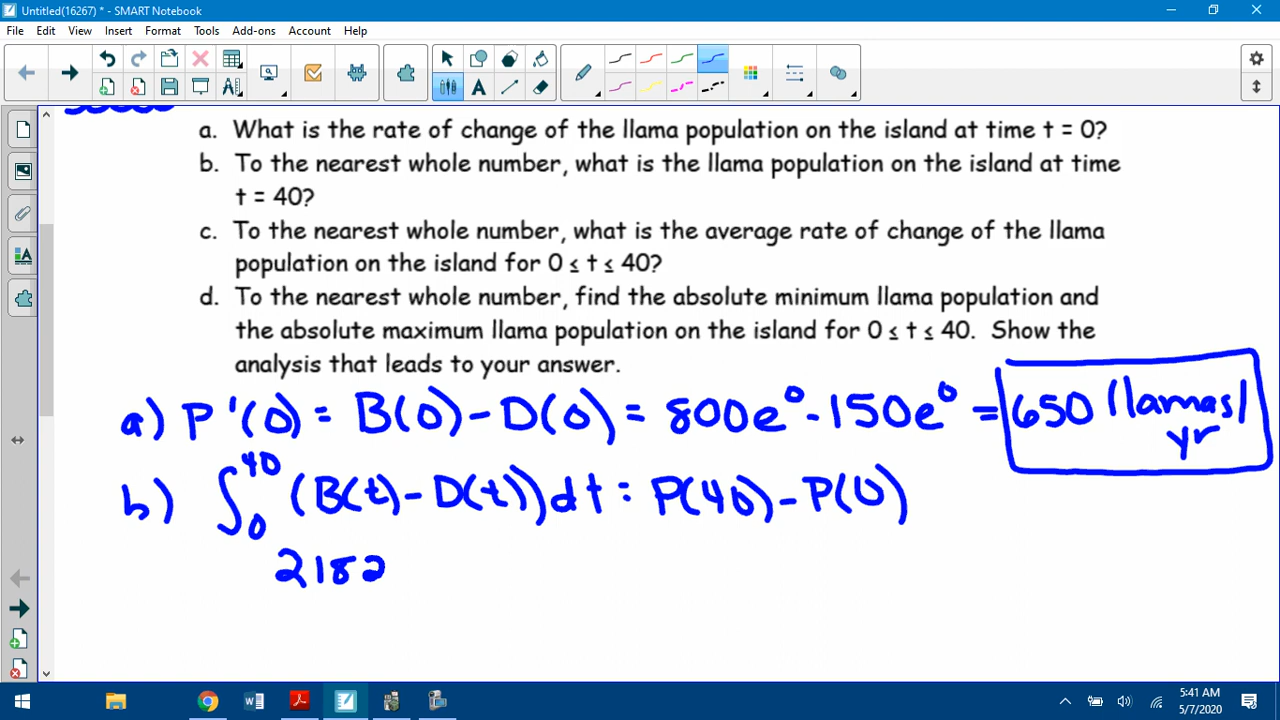 Untitled(16267) * - SMART Notebook
File Edit View Insert Format Tools Add-ons Account Help
a. What is the rate of change of the llama population on the island at time t = 0?
b. To the nearest whole number, what is the llama population on the island at time
t = 40?
c. To the nearest whole number, what is the average rate of change of the llama
population on the island for 0 ≤ t ≤ 40?
d. To the nearest whole number, find the absolute minimum llama population and
the absolute maximum llama population on the island for 0 ≤ t ≤ 40. Show the
analysis that leads to your answer.
a) P'(0) = B(0) - D(0) = 800e⁰ - 150e⁰ = 650 llamas/yr
b) ∫₀⁴⁰ (B(t) - D(t))dt = P(40) - P(0)
2182
5:41 AM
5/7/2020